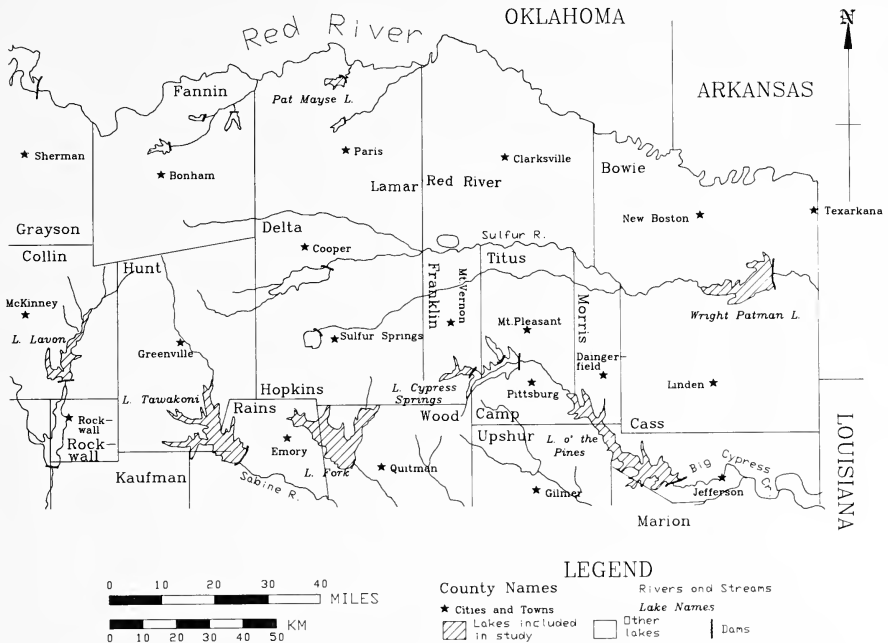 OKLAHOMA
Red River
N
ARKANSAS
Fannin
Pat Mayse L.
Sherman
Bonham
Paris
Clarksville
Bowie
Lamar
Red River
New Boston
Texarkana
Grayson
Collin
Delta
Cooper
Sulfur R.
Hunt
Titus
McKinney
Franklin
Mt.Vernon
Mt.Pleasant
Morris
Wright Patman L.
L. Lavon
Greenville
Sulfur Springs
Dainger-
field
L. Tawakoni
Hopkins
L. Cypress
Springs
Pittsburg
Linden
Rains
Wood
Camp
Cass
Rock-
wall
Rock-
wall
Emory
Upshur
L. o' the
Pines
LOUISIANA
Kaufman
Sabine R.
L. Fork
Quitman
Gilmer
Big Cypress Cr.
Jefferson
Marion
LEGEND
0 10 20 30 40
MILES
0 10 20 30 40 50
KM
County Names
Rivers and Streams
Cities and Towns
Lake Names
Lakes included
in study
Other
lakes
Dams